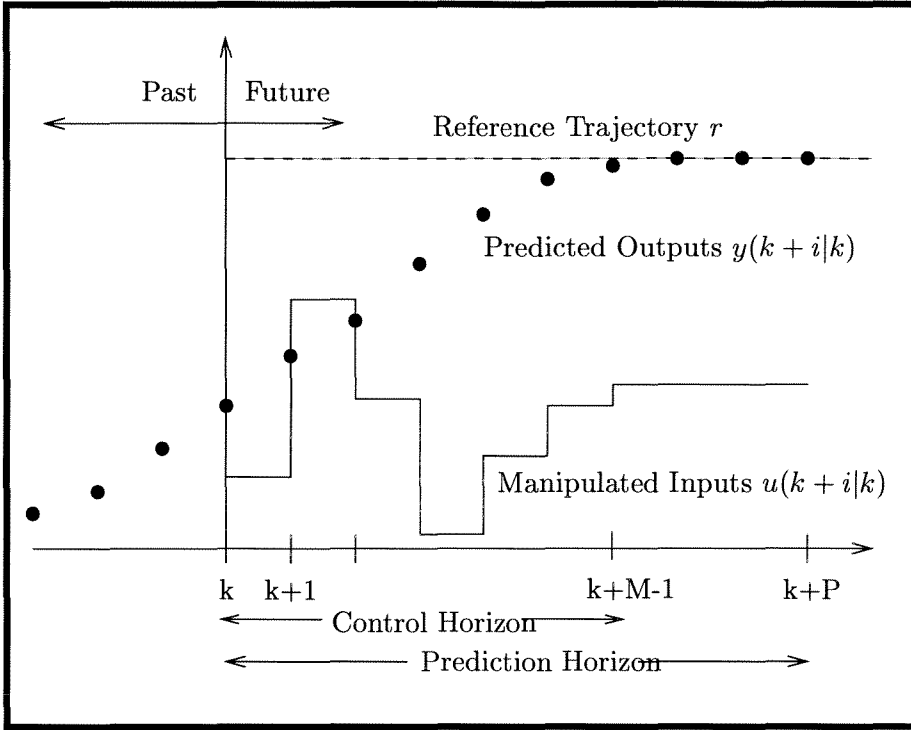 Past Future
Reference Trajectory r
Predicted Outputs y(k + i|k)
Manipulated Inputs u(k + i|k)
k k+1 k+M-1 k+P
Control Horizon
Prediction Horizon